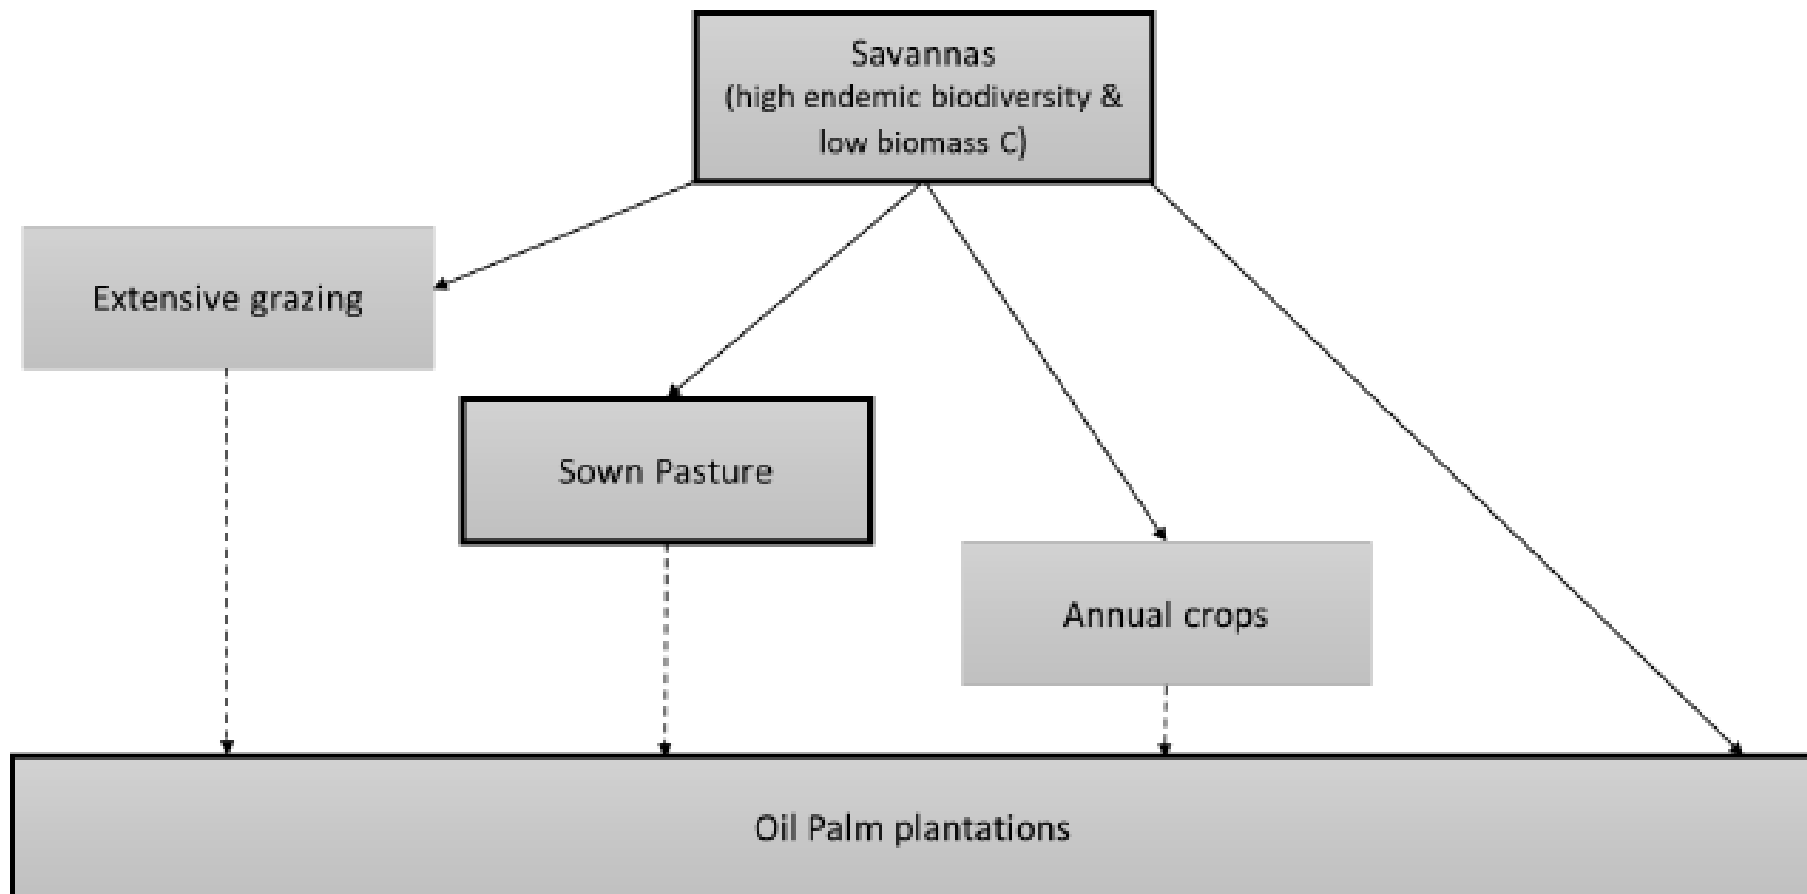 Savannas
(high endemic biodiversity &
low biomass C)
Extensive grazing
Sown Pasture
Annual crops
Oil Palm plantations